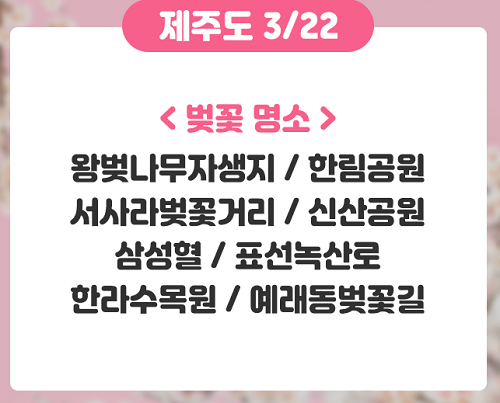 제주도 3/22
< 벚꽃 명소 >
왕벚나무자생지 / 한림공원
서사라벚꽃거리 / 신산공원
삼성혈 / 표선녹산로
한라수목원 / 예래동벚꽃길